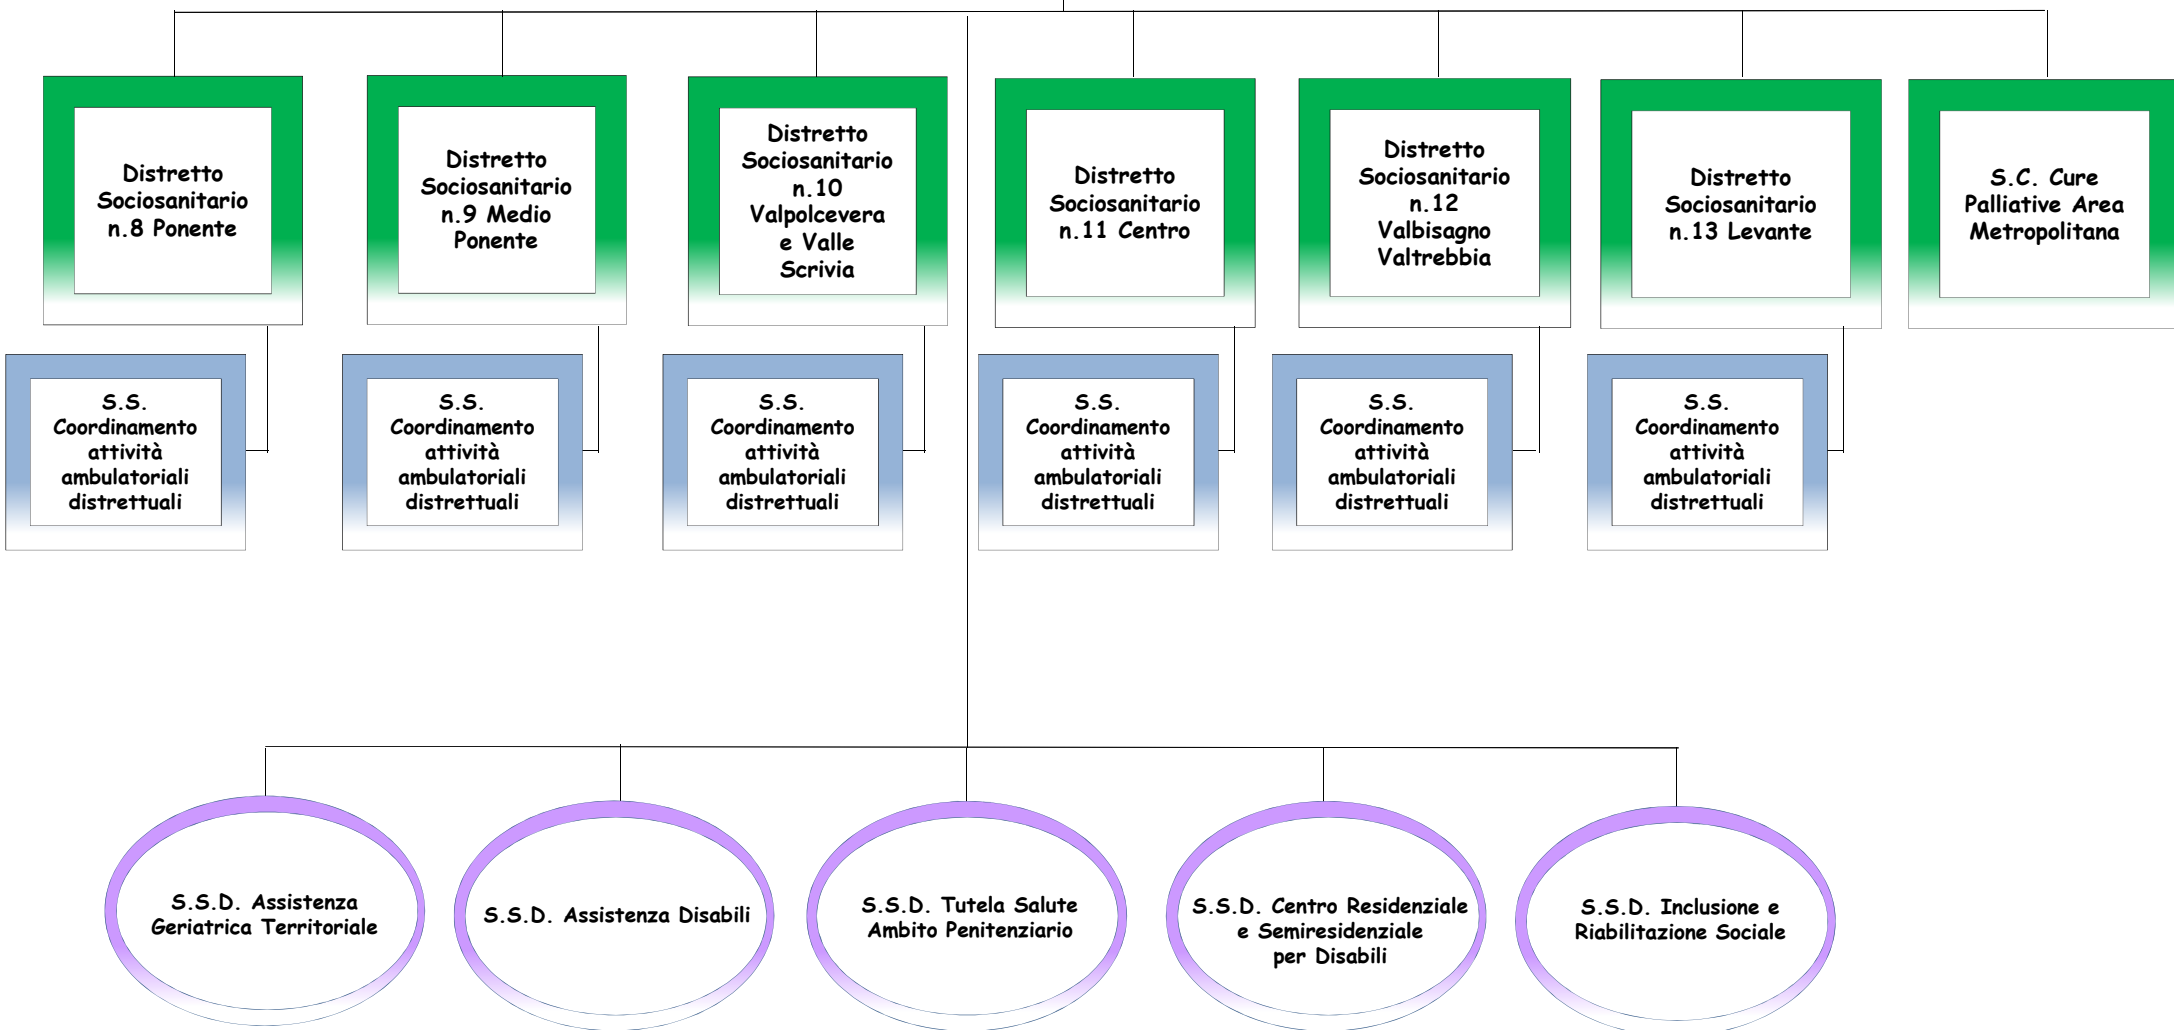 Distretto
Sociosanitario
n.8 Ponente
Distretto
Sociosanitario
n.9 Medio
Ponente
Distretto
Sociosanitario
n.10
Valpolcevera
e Valle
Scrivia
Distretto
Sociosanitario
n.11 Centro
Distretto
Sociosanitario
n.12
Valbisagno
Valtrebbia
Distretto
Sociosanitario
n.13 Levante
S.C. Cure
Palliative Area
Metropolitana
S.S.
Coordinamento
attività
ambulatoriali
distrettuali
S.S.
Coordinamento
attività
ambulatoriali
distrettuali
S.S.
Coordinamento
attività
ambulatoriali
distrettuali
S.S.
Coordinamento
attività
ambulatoriali
distrettuali
S.S.
Coordinamento
attività
ambulatoriali
distrettuali
S.S.
Coordinamento
attività
ambulatoriali
distrettuali
S.S.D. Assistenza
Geriatrica Territoriale
S.S.D. Assistenza Disabili
S.S.D. Tutela Salute
Ambito Penitenziario
S.S.D. Centro Residenziale
e Semiresidenziale
per Disabili
S.S.D. Inclusione e
Riabilitazione Sociale